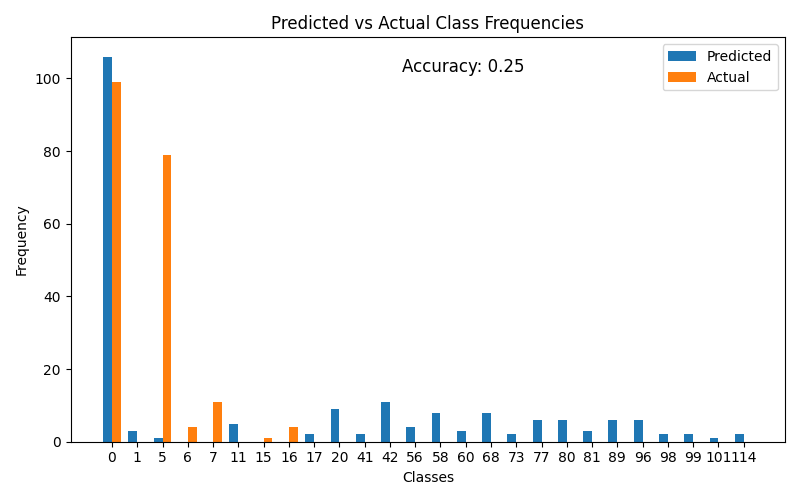 Predicted vs Actual Class Frequencies
Accuracy: 0.25
Predicted
Actual
Frequency
100
80
60
40
20
0
0 1 5 6 7 11 15 16 17 20 41 42 56 58 60 68 73 77 80 81 89 96 98 99 101 114
Classes